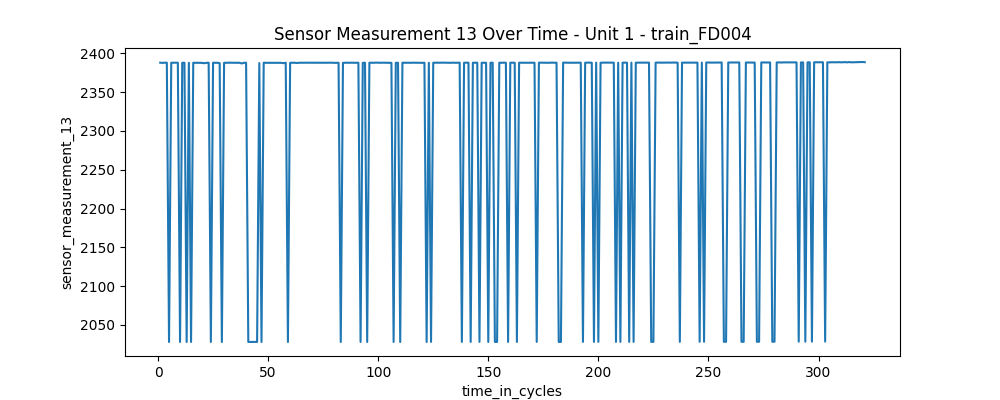 Sensor Measurement 13 Over Time - Unit 1 - train_FD004
sensor_measurement_13
2400
2350
2300
2250
2200
2150
2100
2050
0 50 100 150 200 250 300
time_in_cycles